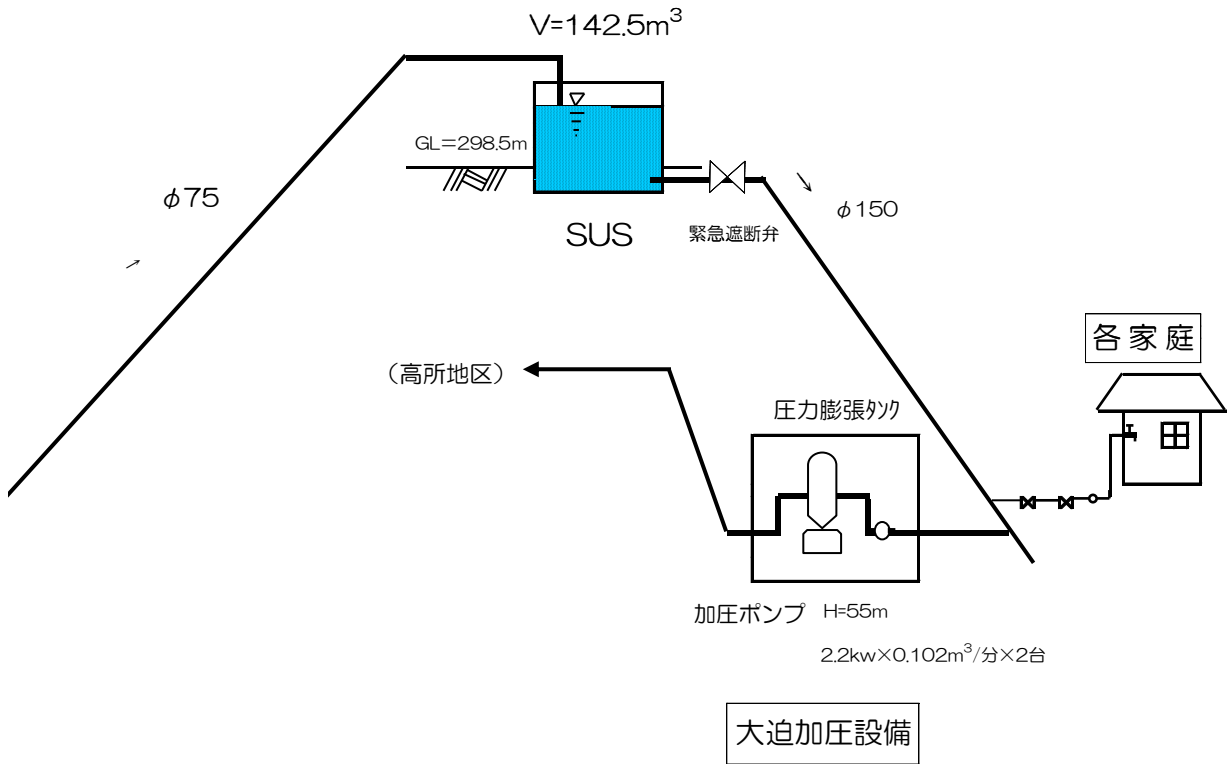 V=142.5m³
GL=298.5m
φ75
φ150
SUS
緊急遮断弁
各家庭
(高所地区)
圧力膨張ﾀﾝｸ
加圧ポンプ H=55m
2.2kw×0.102m³/分×2台
大迫加圧設備